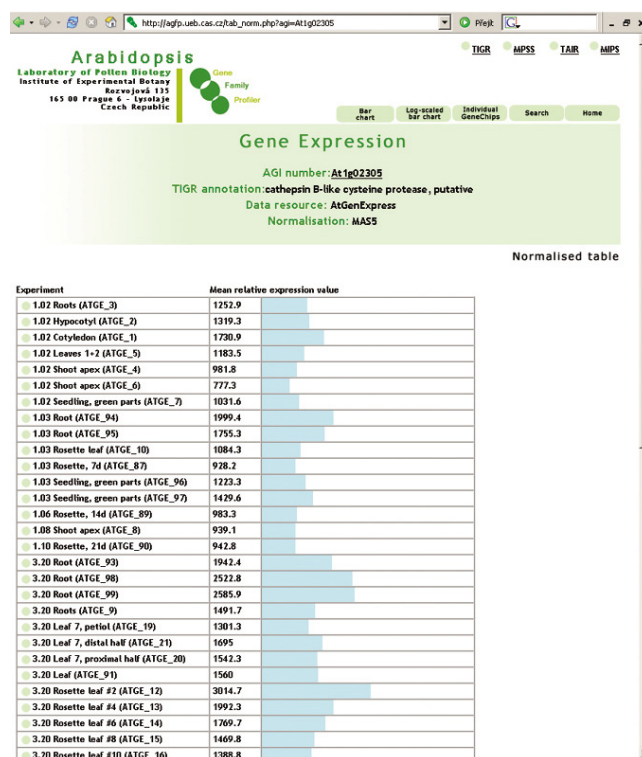 http://agfp.ueb.cas.cz/tab_norm.php?agi=At1g02305
Přejít
TIGR MPSS TAIR MIPS
Arabidopsis
Laboratory of Pollen Biology
Institute of Experimental Botany
Rozvojová 135
165 00 Prague 6 - Lysolaje
Czech Republic
Gene
Family
Profiler
Bar chart Log-scaled bar chart Individual GeneChips Search Home
Gene Expression
AGI number:At1g02305
TIGR annotation:cathepsin B-like cysteine protease, putative
Data resource: AtGenExpress
Normalisation: MAS5
Normalised table
Experiment Mean relative expression value
1.02 Roots (ATGE_3) 1252.9
1.02 Hypocotyl (ATGE_2) 1319.3
1.02 Cotyledon (ATGE_1) 1730.9
1.02 Leaves 1+2 (ATGE_5) 1183.5
1.02 Shoot apex (ATGE_4) 981.8
1.02 Shoot apex (ATGE_6) 777.3
1.02 Seedling, green parts (ATGE_7) 1031.6
1.03 Root (ATGE_94) 1999.4
1.03 Root (ATGE_95) 1755.3
1.03 Rosette leaf (ATGE_10) 1084.3
1.03 Rosette, 7d (ATGE_87) 928.2
1.03 Seedling, green parts (ATGE_96) 1223.3
1.03 Seedling, green parts (ATGE_97) 1429.6
1.06 Rosette, 14d (ATGE_89) 983.3
1.08 Shoot apex (ATGE_8) 939.1
1.10 Rosette, 21d (ATGE_90) 942.8
3.20 Root (ATGE_93) 1942.4
3.20 Root (ATGE_98) 2522.8
3.20 Root (ATGE_99) 2585.9
3.20 Roots (ATGE_9) 1491.7
3.20 Leaf 7, petiol (ATGE_19) 1301.3
3.20 Leaf 7, distal half (ATGE_21) 1695
3.20 Leaf 7, proximal half (ATGE_20) 1542.3
3.20 Leaf (ATGE_91) 1560
3.20 Rosette leaf #2 (ATGE_12) 3014.7
3.20 Rosette leaf #4 (ATGE_13) 1992.3
3.20 Rosette leaf #6 (ATGE_14) 1769.7
3.20 Rosette leaf #8 (ATGE_15) 1469.8
3.20 Rosette leaf #10 (ATGE_16) 1388.8